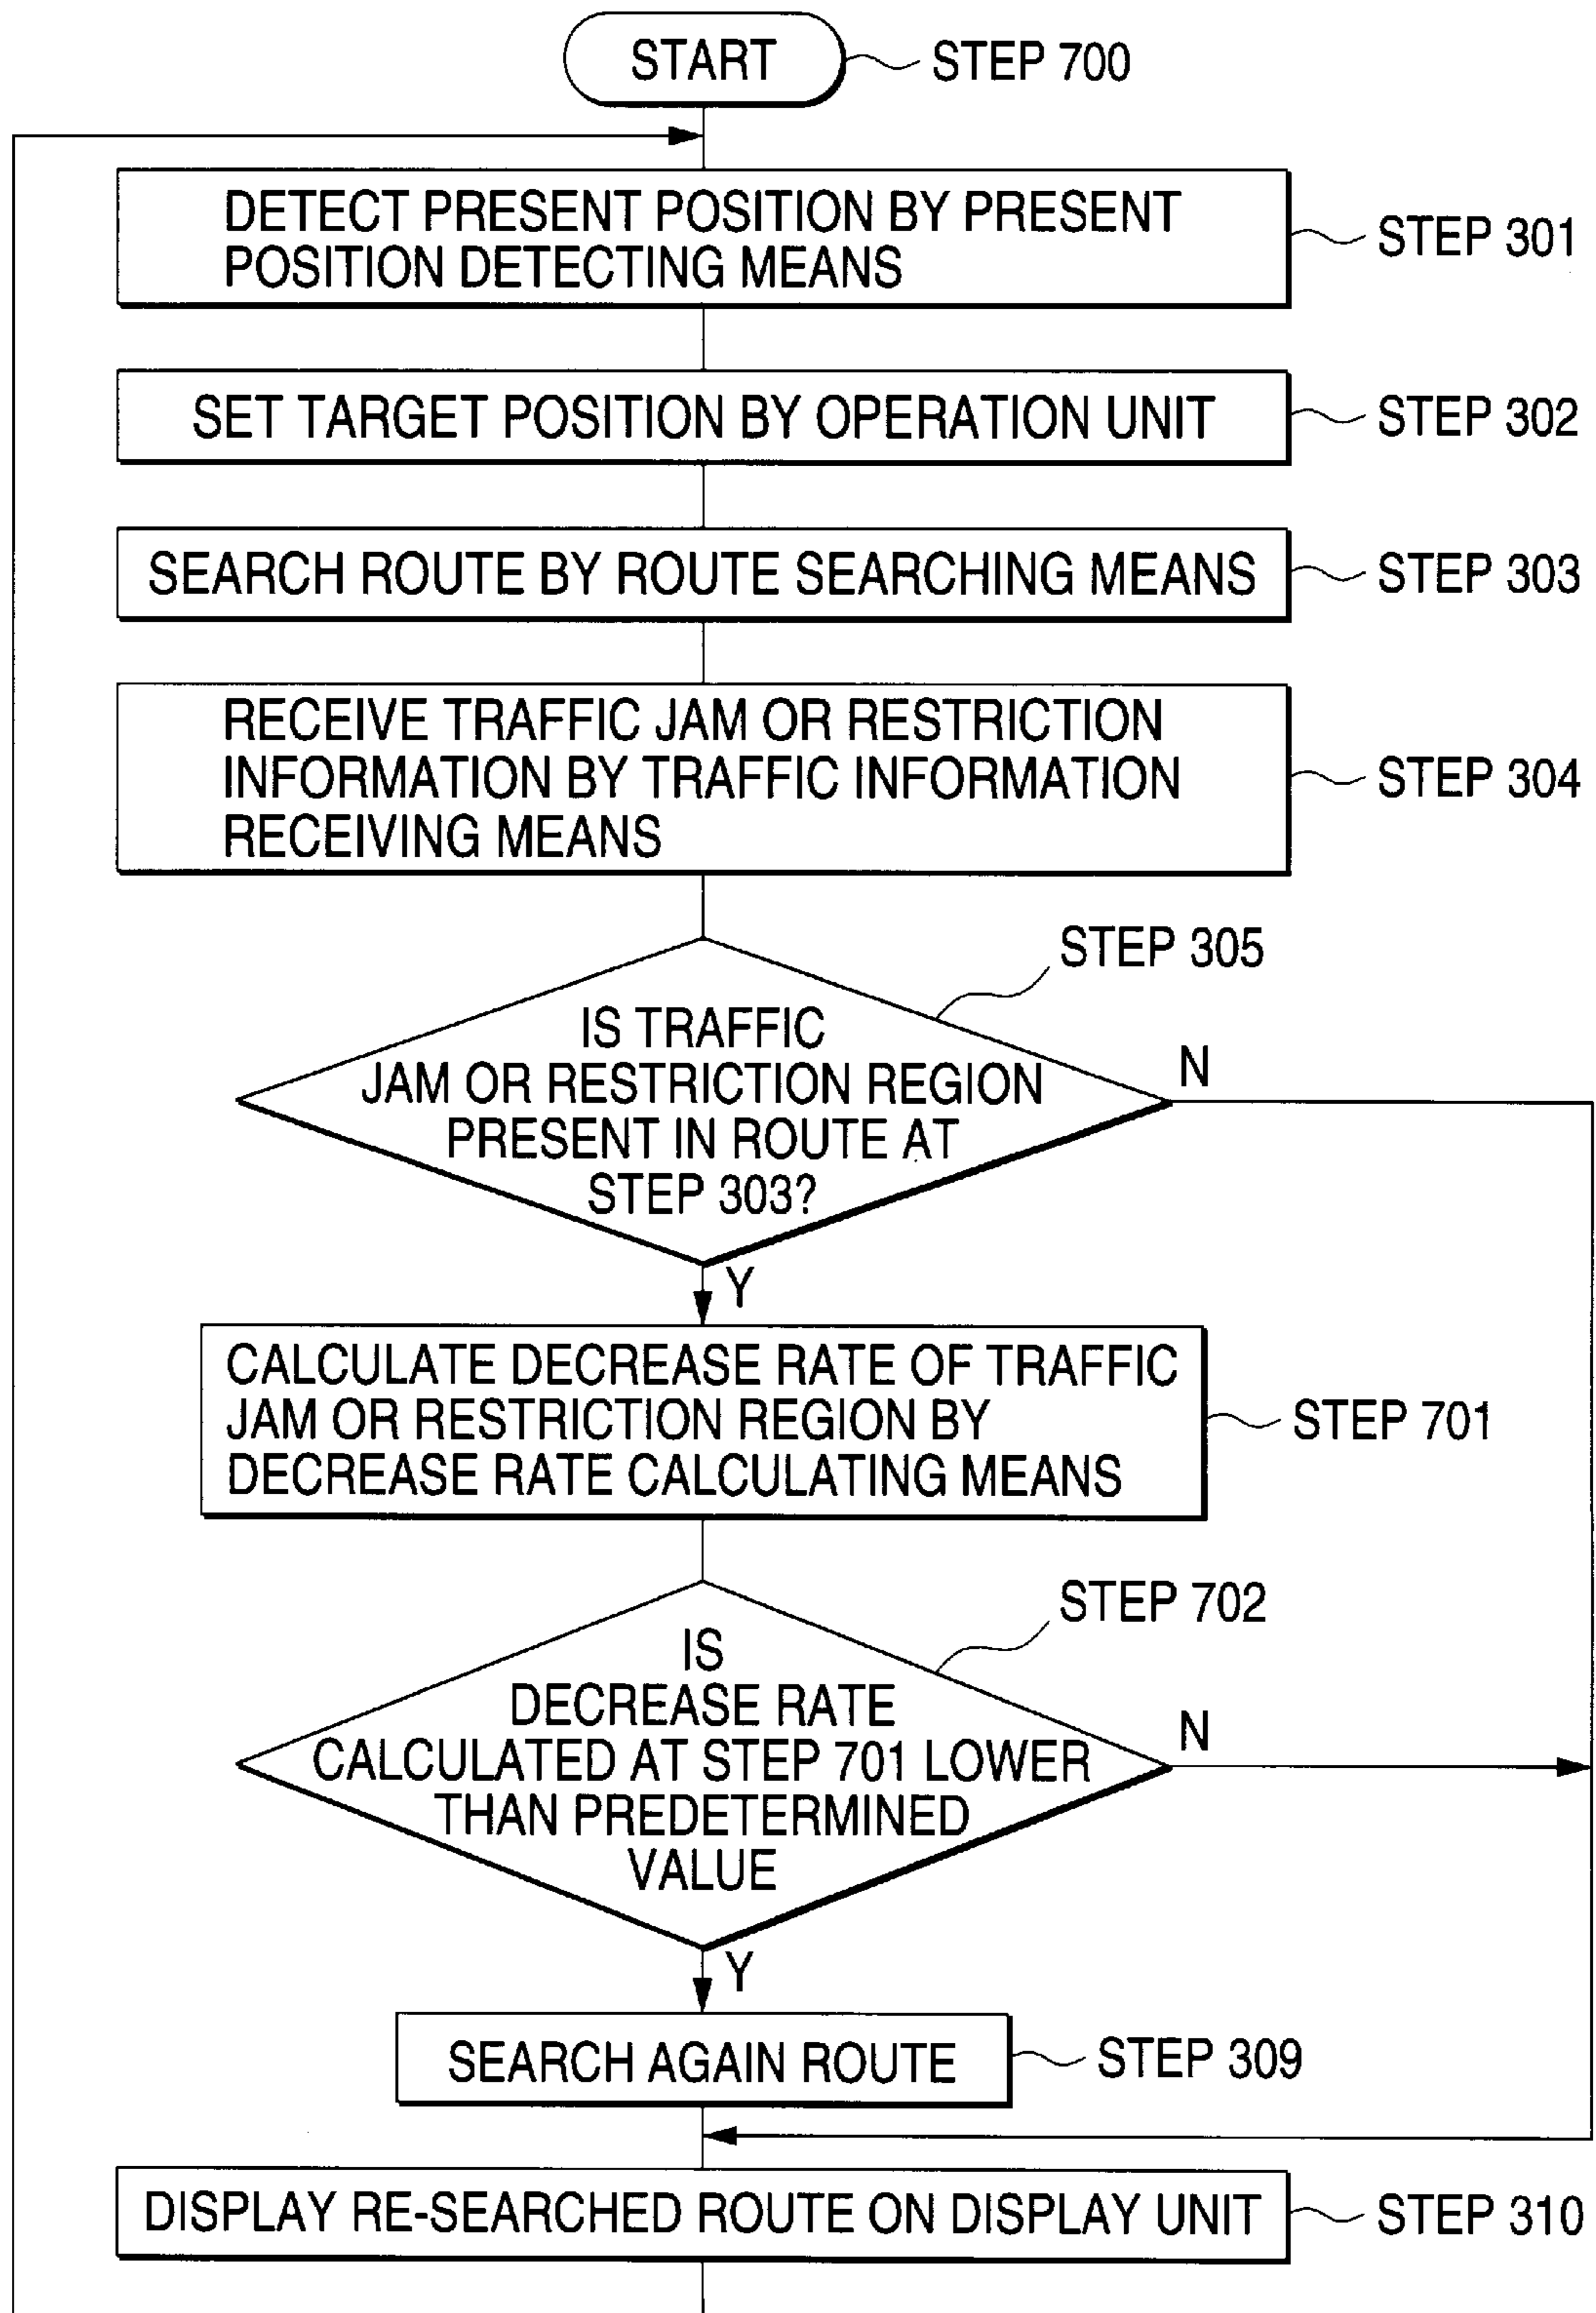 START
STEP 700
DETECT PRESENT POSITION BY PRESENT
POSITION DETECTING MEANS
STEP 301
SET TARGET POSITION BY OPERATION UNIT
STEP 302
SEARCH ROUTE BY ROUTE SEARCHING MEANS
STEP 303
RECEIVE TRAFFIC JAM OR RESTRICTION
INFORMATION BY TRAFFIC INFORMATION
RECEIVING MEANS
STEP 304
STEP 305
IS TRAFFIC
JAM OR RESTRICTION REGION
PRESENT IN ROUTE AT
STEP 303?
N
Y
CALCULATE DECREASE RATE OF TRAFFIC
JAM OR RESTRICTION REGION BY
DECREASE RATE CALCULATING MEANS
STEP 701
STEP 702
IS
DECREASE RATE
CALCULATED AT STEP 701 LOWER
THAN PREDETERMINED
VALUE
N
Y
SEARCH AGAIN ROUTE
STEP 309
DISPLAY RE-SEARCHED ROUTE ON DISPLAY UNIT
STEP 310